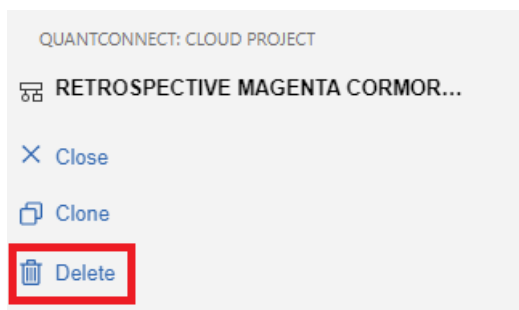 QUANTCONNECT: CLOUD PROJECT
RETROSPECTIVE MAGENTA CORMOR...
Close
Clone
Delete